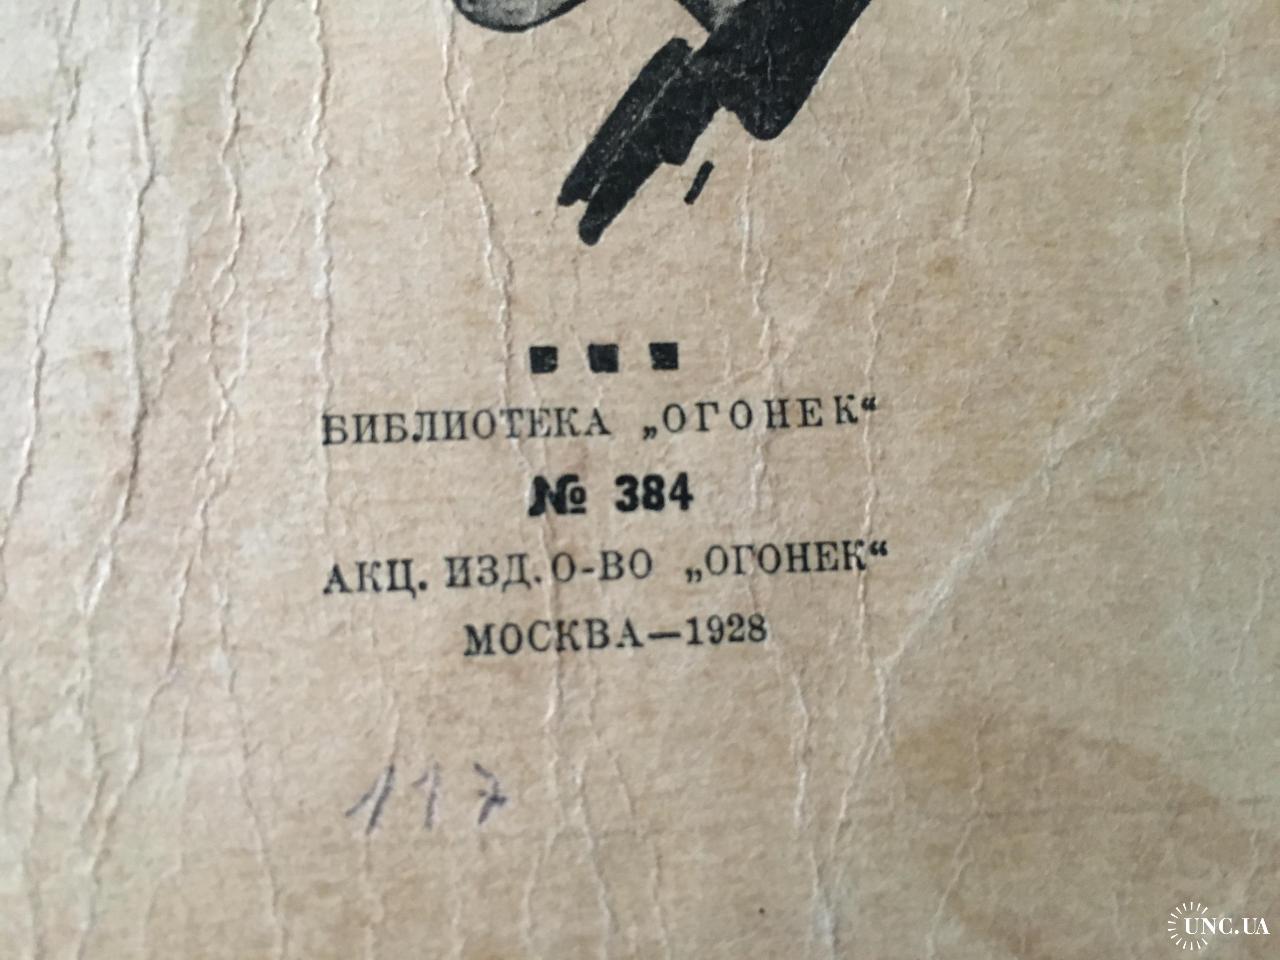 БИБЛИОТЕКА „ОГОНЕК“
№ 384
АКЦ. ИЗД. О-ВО „ОГОНЕК“
МОСКВА—1928
117
UNC.UA